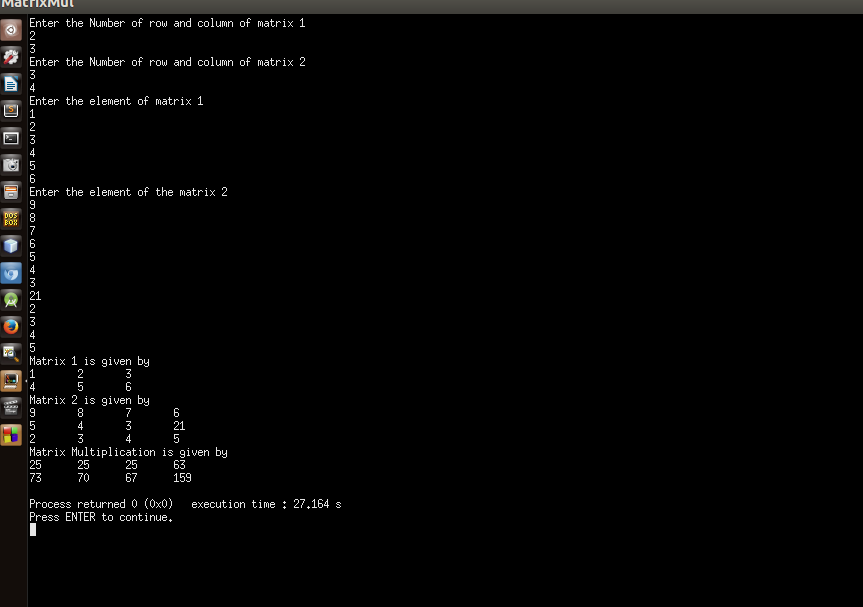 MatrixMul
Enter the Number of row and column of matrix 1
2
3
Enter the Number of row and column of matrix 2
3
4
Enter the element of matrix 1
1
2
3
4
5
6
Enter the element of the matrix 2
9
8
7
6
5
4
3
21
2
3
4
5
Matrix 1 is given by
1 2 3
4 5 6
Matrix 2 is given by
9 8 7 6
5 4 3 21
2 3 4 5
Matrix Multiplication is given by
25 25 25 63
73 70 67 159
Process returned 0 (0x0) execution time : 27.164 s
Press ENTER to continue.
DOS
BOX